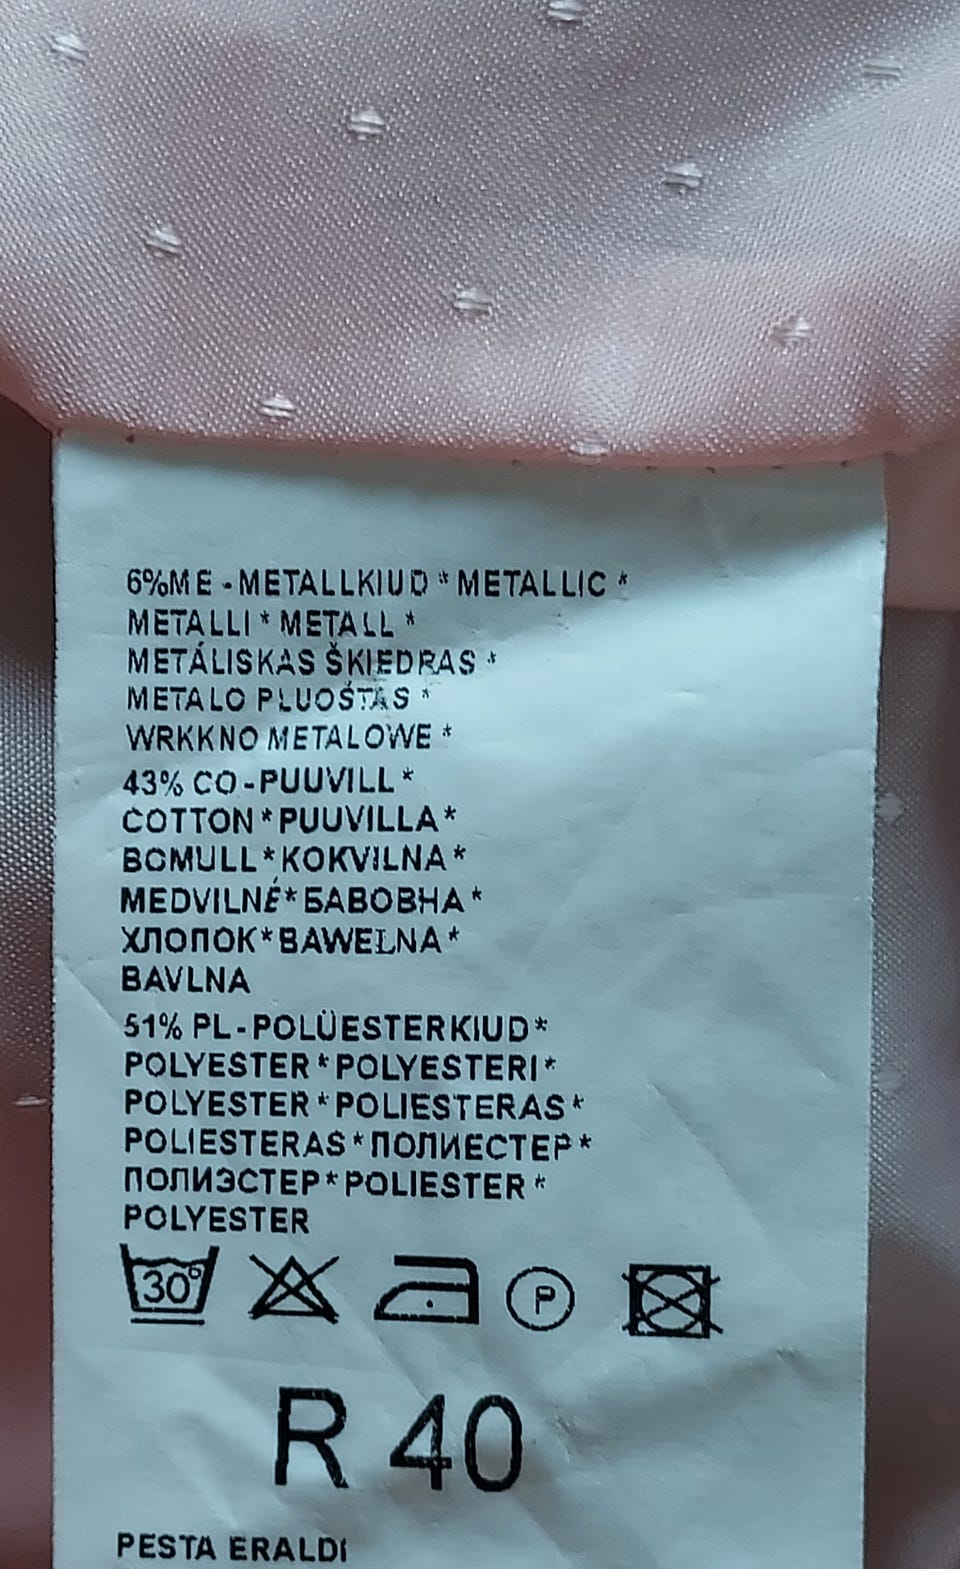 6%ME-METALLKIUD*METALLIC*
METALLI*METALL*
METÁLISKAS ŠKIEDRAS*
METALO PLUOŠTAS*
WRKKNO METALOWE*
43% CO-PUUVILL*
COTTON*PUUVILLA*
BOMULL*KOKVILNA*
MEDVILNÉ*БАВОВНА*
ХЛОПОК*BAWEŁNA*
BAVLNA
51% PL-POLÜESTERKIUD*
POLYESTER*POLYESTERI*
POLYESTER*POLIESTERAS*
POLIESTERAS*ПОЛИЕСТЕР*
ПОЛИЭСТЕР*POLIESTER*
POLYESTER
30° P
R 40
PESTA ERALDI